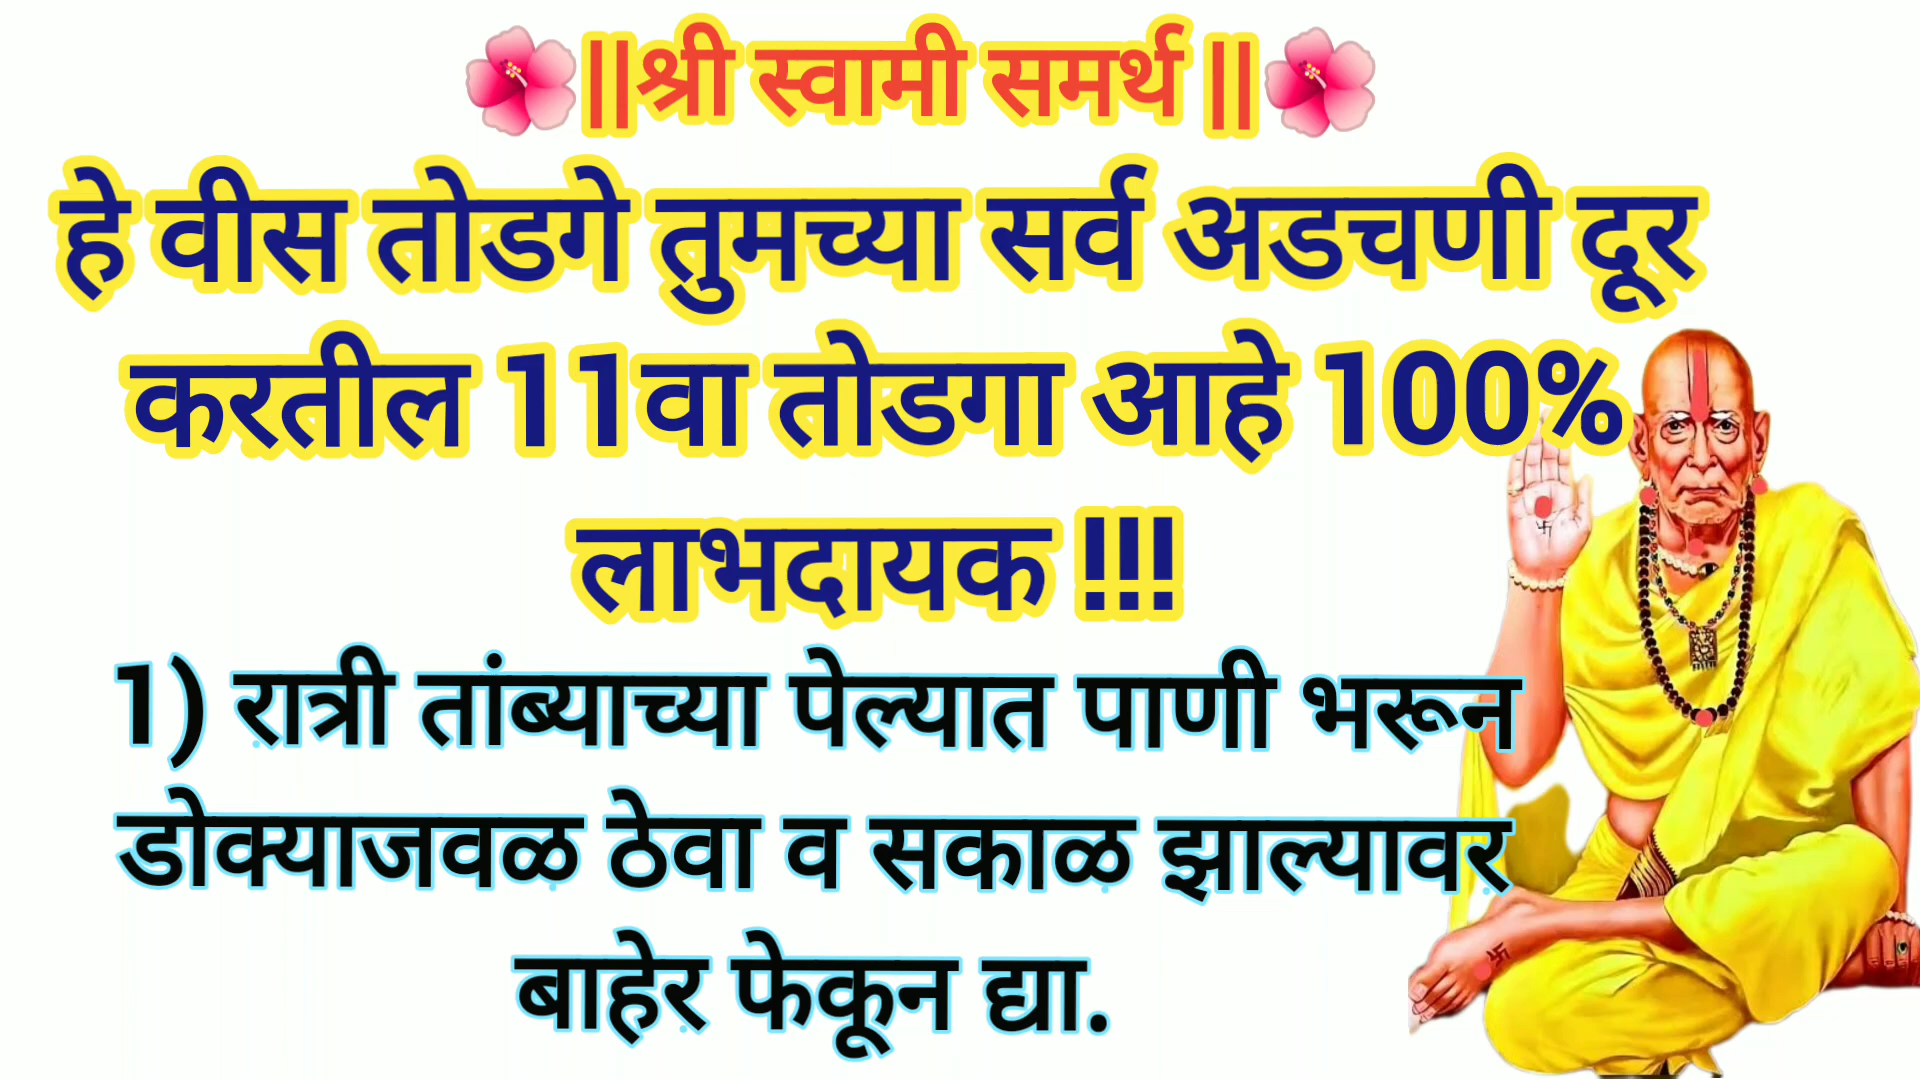 ||श्री स्वामी समर्थ ||
हे वीस तोडगे तुमच्या सर्व अडचणी दूर
करतील 11वा तोडगा आहे 100%
लाभदायक !!!
1) रात्री तांब्याच्या पेल्यात पाणी भरून
डोक्याजवळ ठेवा व सकाळ झाल्यावर
बाहेर फेकून द्या.